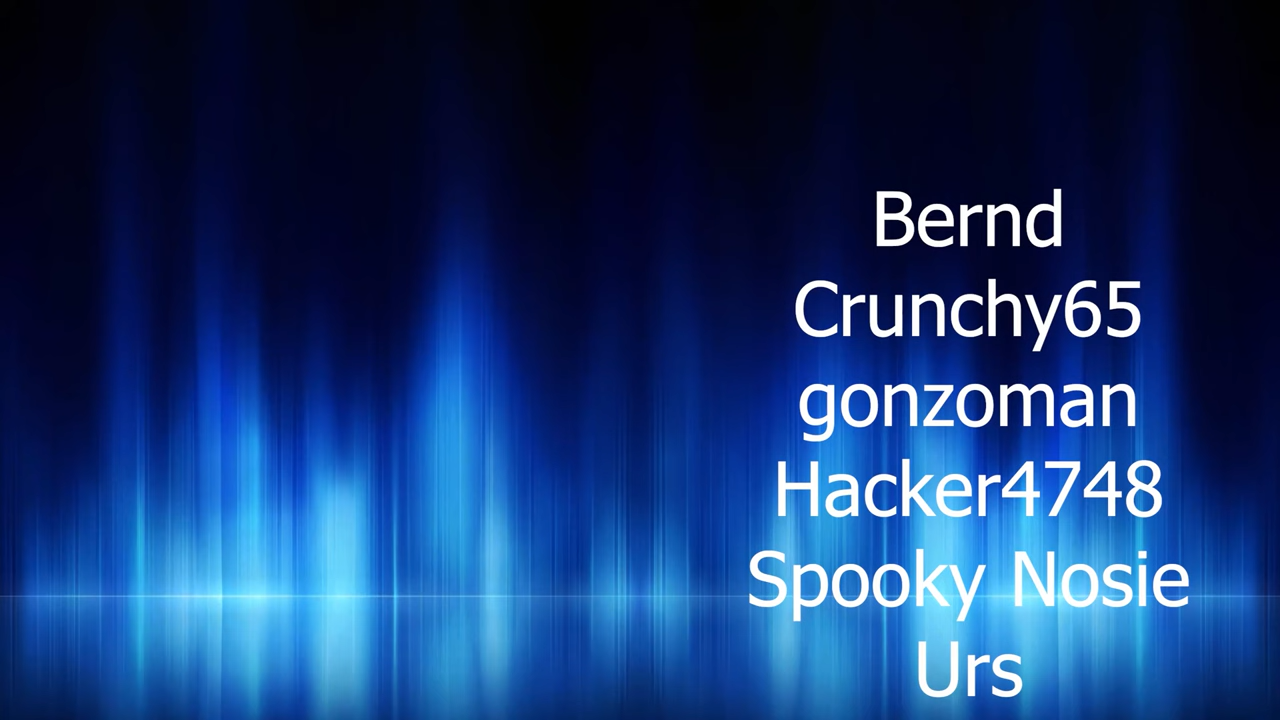 Bernd
Crunchy65
gonzoman
Hacker4748
Spooky Nosie
Urs